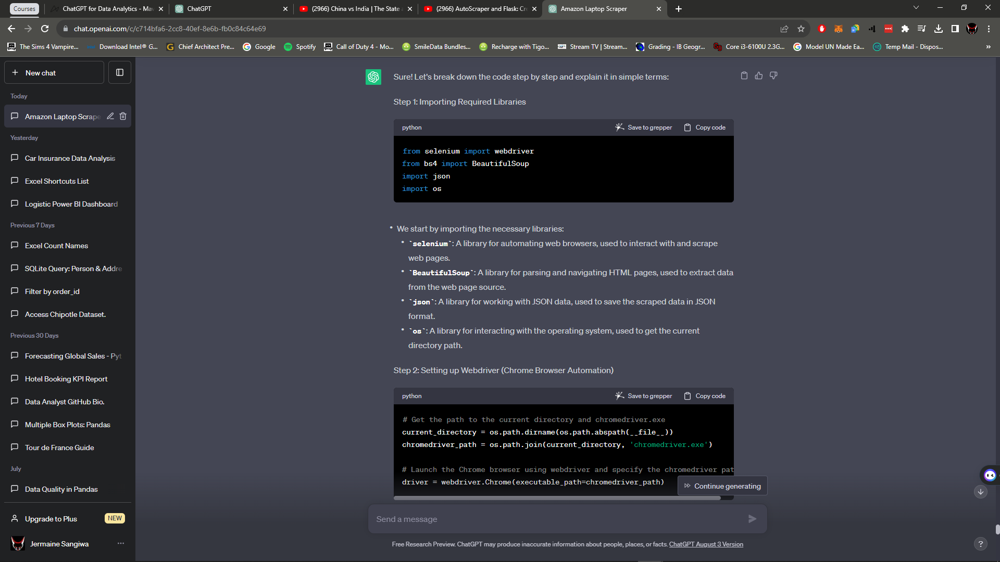 Courses
ChatGPT for Data Analytics - Mav
ChatGPT
(2966) China vs India | The State a
(2966) AutoScraper and Flask: Cre
Amazon Laptop Scraper
chat.openai.com/c/c714bfa6-2cc8-40ef-8e6b-fb0c84c64e69
The Sims 4 Vampire...
Download Intel® G...
Chief Architect Pre...
Google
Spotify
Call of Duty 4 - Mo...
SmileData Bundles...
Recharge with Tigo...
Stream TV | Stream...
Grading - IB Geogr...
Core i3-6100U 2.3G...
Model UN Made Ea...
Temp Mail - Dispos...
New chat
Today
Amazon Laptop Scrape
Yesterday
Car Insurance Data Analysis
Excel Shortcuts List
Logistic Power BI Dashboard
Previous 7 Days
Excel Count Names
SQLite Query: Person & Addre
Filter by order_id
Access Chipotle Dataset.
Previous 30 Days
Forecasting Global Sales - Pyt
Hotel Booking KPI Report
Data Analyst GitHub Bio.
Multiple Box Plots: Pandas
Tour de France Guide
July
Data Quality in Pandas
Upgrade to Plus NEW
Jermaine Sangiwa
Sure! Let's break down the code step by step and explain it in simple terms:
Step 1: Importing Required Libraries
python Save to grepper Copy code
from selenium import webdriver
from bs4 import BeautifulSoup
import json
import os
• We start by importing the necessary libraries:
• `selenium`: A library for automating web browsers, used to interact with and scrape
web pages.
• `BeautifulSoup`: A library for parsing and navigating HTML pages, used to extract data
from the web page source.
• `json`: A library for working with JSON data, used to save the scraped data in JSON
format.
• `os`: A library for interacting with the operating system, used to get the current
directory path.
Step 2: Setting up Webdriver (Chrome Browser Automation)
python Save to grepper Copy code
# Get the path to the current directory and chromedriver.exe
current_directory = os.path.dirname(os.path.abspath(__file__))
chromedriver_path = os.path.join(current_directory, 'chromedriver.exe')
# Launch the Chrome browser using webdriver and specify the chromedriver pat
driver = webdriver.Chrome(executable_path=chromedriver_path)
Continue generating
Send a message
Free Research Preview. ChatGPT may produce inaccurate information about people, places, or facts. ChatGPT August 3 Version
?